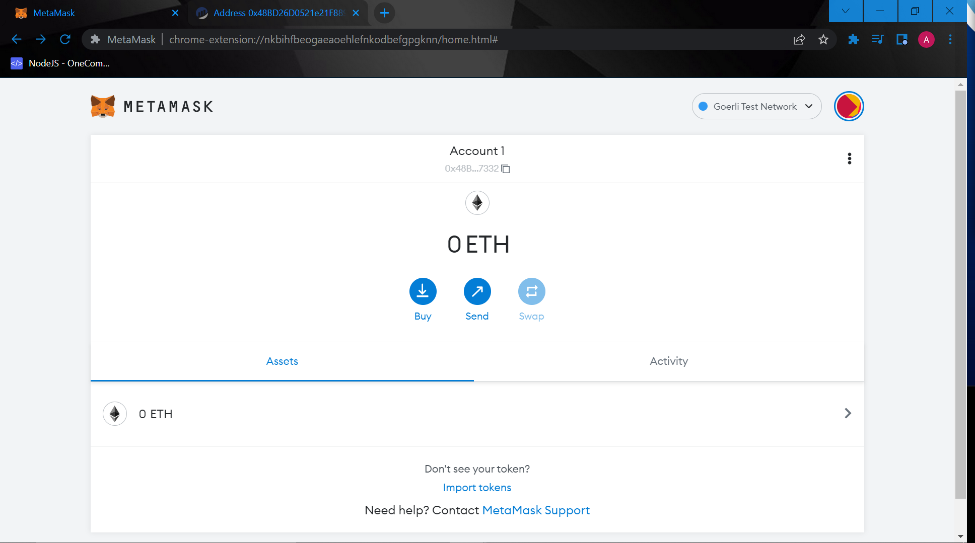 MetaMask
Address 0x488D26D0521e21F88
MetaMask | chrome-extension://nkbihfbeogaeaoehlefnkodbefgpgknn/home.html#
A
</> NodeJS - OneCom...
METAMASK
Goerli Test Network
Account 1
0x48B...7332
0 ETH
Buy Send Swap
Assets Activity
0 ETH
Don't see your token?
Import tokens
Need help? Contact MetaMask Support